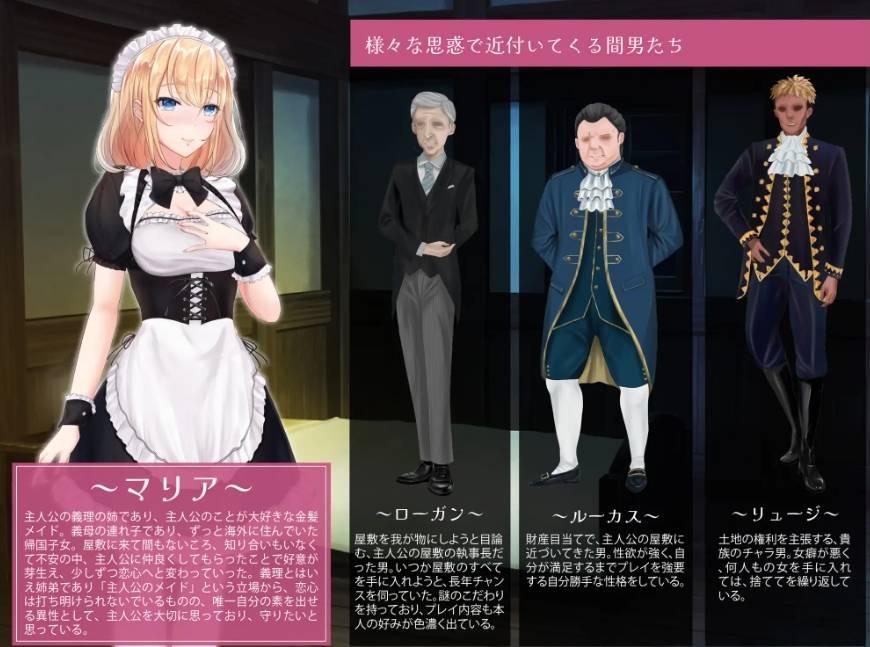 様々な思惑で近付いてくる間男たち
～マリア～
主人公の義理の姉であり、主人公のことが大好きな金髪
メイド。義母の連れ子であり、ずっと海外に住んでいた
帰国子女。屋敷に来て間もないころ、知り合いもいなく
て不安の中、主人公に仲良くしてもらったことで好意が
芽生え、少しずつ恋心へと変わっていった。義理とはい
え姉弟であり「主人公のメイド」という立場から、恋心
は打ち明けられないでいるものの、唯一自分の素を出せ
る異性として、主人公を大切に思っており、守りたいと
思っている。
～ローガン～
屋敷を我が物にしようと目論
む、主人公の屋敷の執事長だ
った男。いつか屋敷のすべて
を手に入れようと、長年チャン
スを伺っていた。謎のこだわり
を持っており、プレイ内容も本
人の好みが色濃く出ている。
～ルーカス～
財産目当てで、主人公の屋敷に
近づいてきた男。性欲が強く、自
分が満足するまでプレイを強要
する自分勝手な性格をしている。
～リュージ～
土地の権利を主張する、貴
族のチャラ男。女癖が悪く
、何人もの女を手に入れ
ては、捨ててを繰り返して
いる。